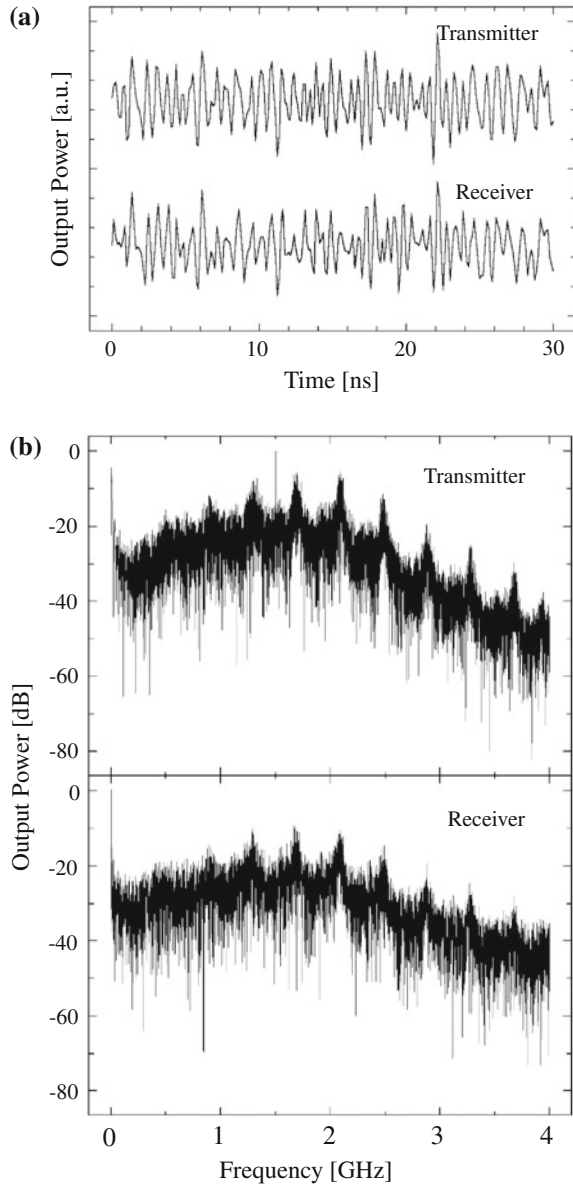 (a)
Transmitter
Receiver
Output Power [a.u.]
0 10 20 30
Time [ns]
(b)
0
Transmitter
-20
-40
-60
-80
Output Power [dB]
0
Receiver
-20
-40
-60
-80
0 1 2 3 4
Frequency [GHz]